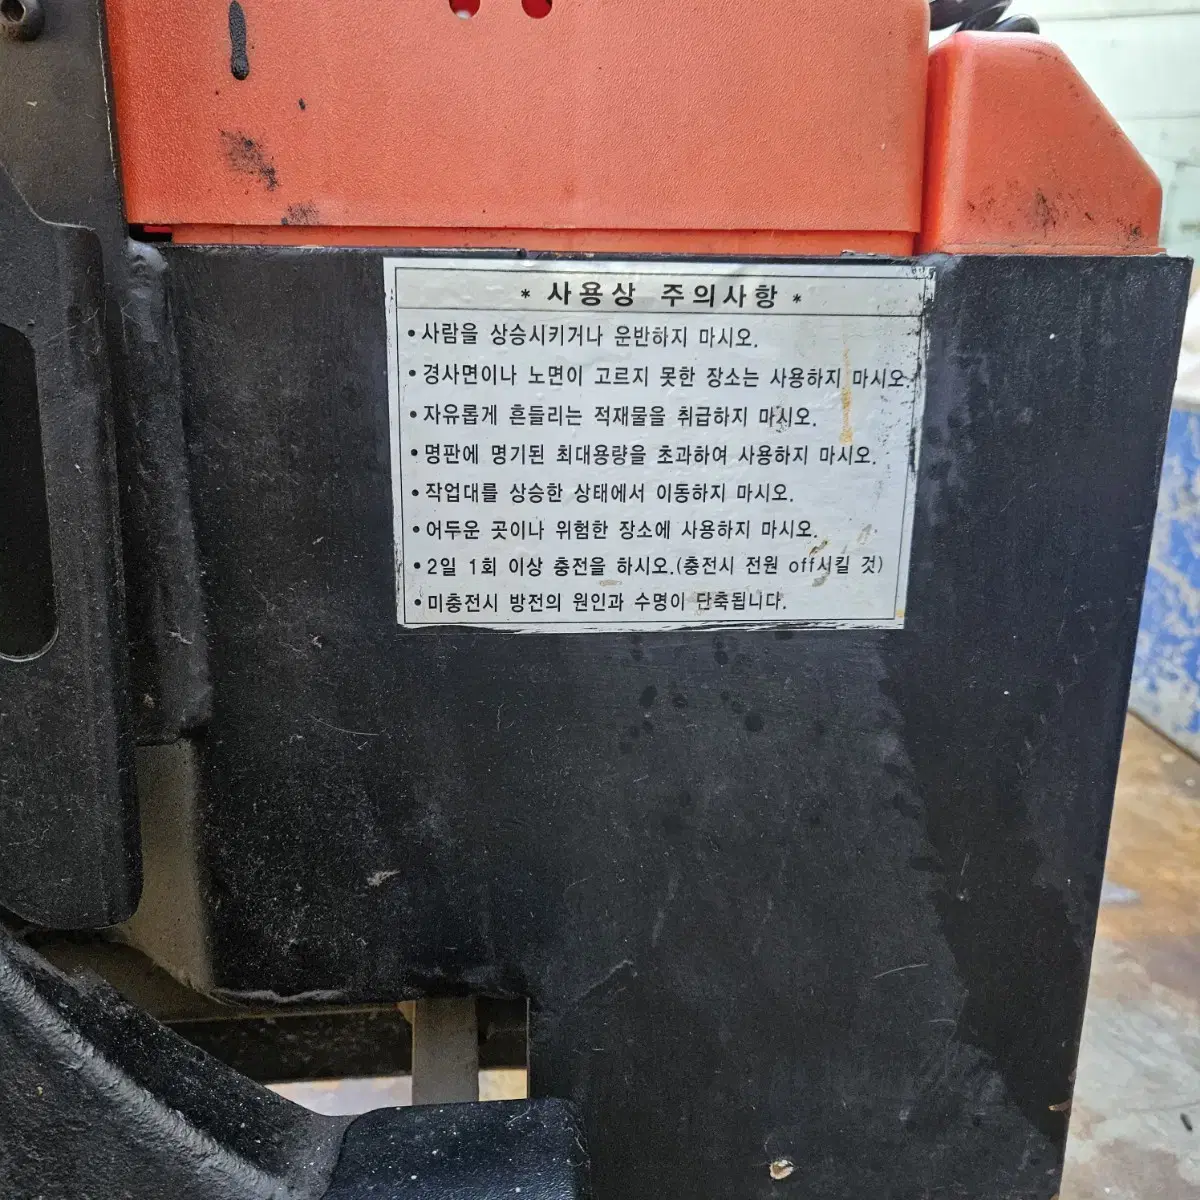 * 사용상 주의사항 *
• 사람을 상승시키거나 운반하지 마시오.
• 경사면이나 노면이 고르지 못한 장소는 사용하지 마시오.
• 자유롭게 흔들리는 적재물을 취급하지 마시오.
• 명판에 명기된 최대용량을 초과하여 사용하지 마시오.
• 작업대를 상승한 상태에서 이동하지 마시오.
• 어두운 곳이나 위험한 장소에 사용하지 마시오.
• 2일 1회 이상 충전을 하시오.(충전시 전원 off시킬 것)
• 미충전시 방전의 원인과 수명이 단축됩니다.